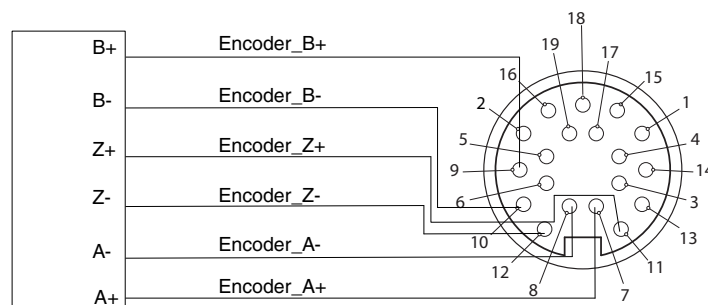 18
B+ Encoder_B+
19 17
16 15
B- Encoder_B-
2 1
Z+ Encoder_Z+
5 4
9 14
Z- Encoder_Z-
6 3
10 13
A- Encoder_A-
12 11
A+ Encoder_A+
8 7